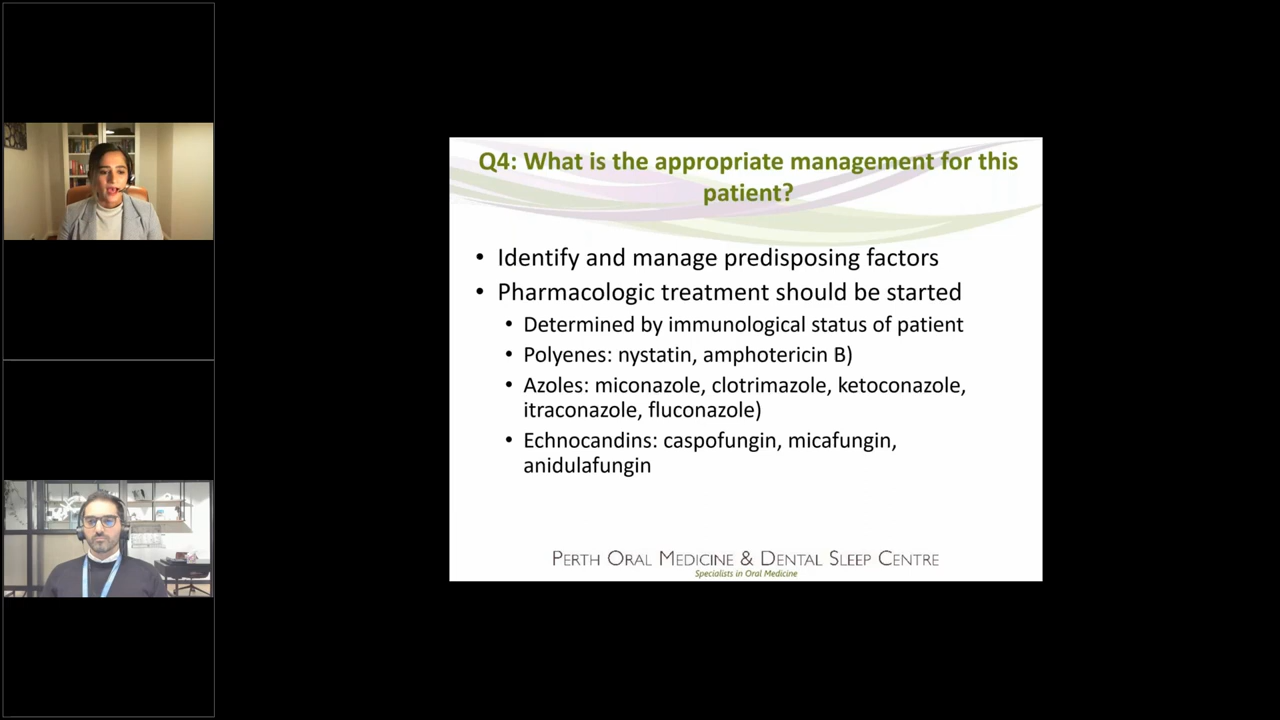 Q4: What is the appropriate management for this
patient?
• Identify and manage predisposing factors
• Pharmacologic treatment should be started
• Determined by immunological status of patient
• Polyenes: nystatin, amphotericin B)
• Azoles: miconazole, clotrimazole, ketoconazole,
itraconazole, fluconazole)
• Echnocandins: caspofungin, micafungin,
anidulafungin
PERTH ORAL MEDICINE & DENTAL SLEEP CENTRE
Specialists in Oral Medicine